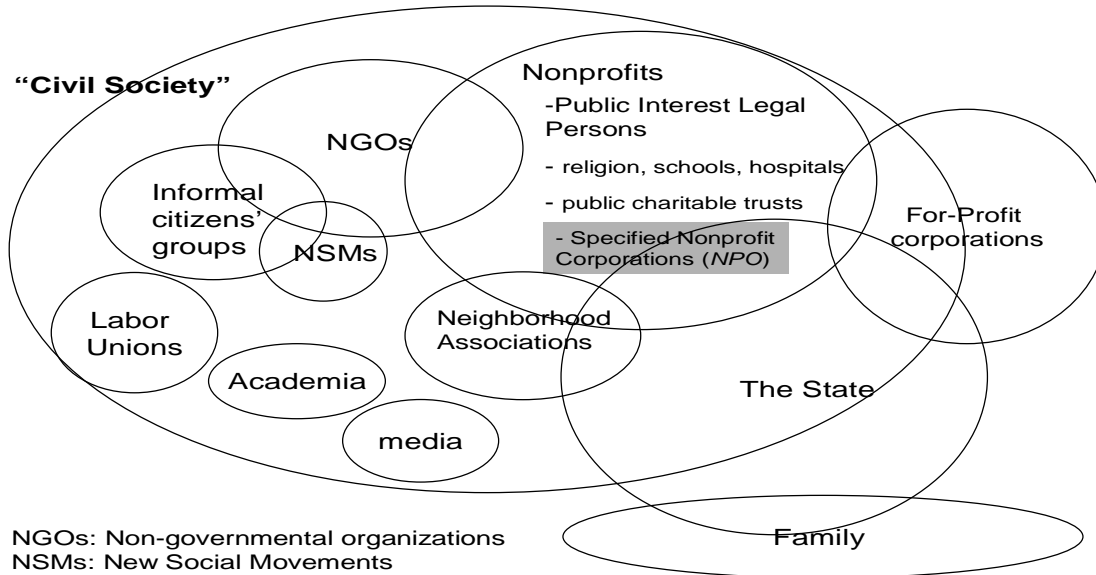 “Civil Society”
Nonprofits
-Public Interest Legal
Persons
- religion, schools, hospitals
- public charitable trusts
- Specified Nonprofit
Corporations (NPO)
NGOs
Informal
citizens’
groups
NSMs
For-Profit
corporations
Labor
Unions
Neighborhood
Associations
Academia
The State
media
Family
NGOs: Non-governmental organizations
NSMs: New Social Movements